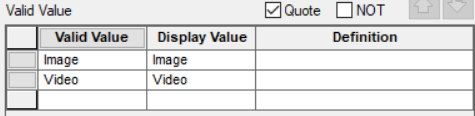 Valid Value Quote NOT
Valid Value Display Value Definition
Image Image
Video Video